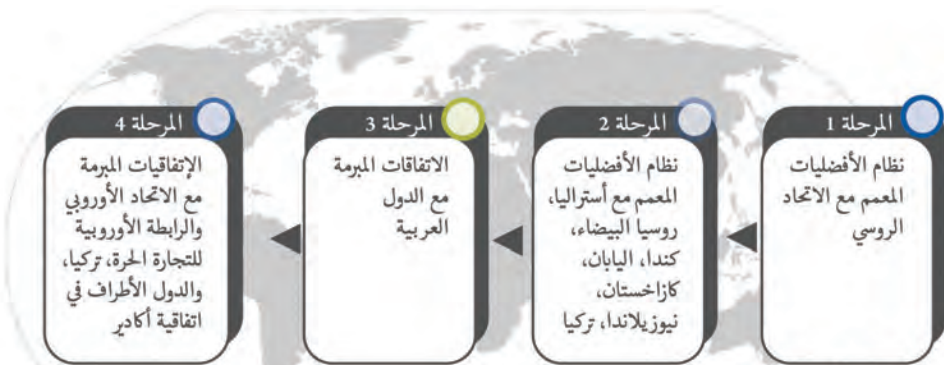 المرحلة 1
نظام الأفضليات
المعمم مع الاتحاد
الروسي
المرحلة 2
نظام الأفضليات
المعمم مع أستراليا،
روسيا البيضاء،
كندا، اليابان،
كازاخستان،
نيوزيلاندا، تركيا
المرحلة 3
الاتفاقات المبرمة
مع الدول
العربية
المرحلة 4
الإتفاقيات المبرمة
مع الاتحاد الأوروبي
والرابطة الأوروبية
للتجارة الحرة، تركيا،
والدول الأطراف في
اتفاقية أكادير